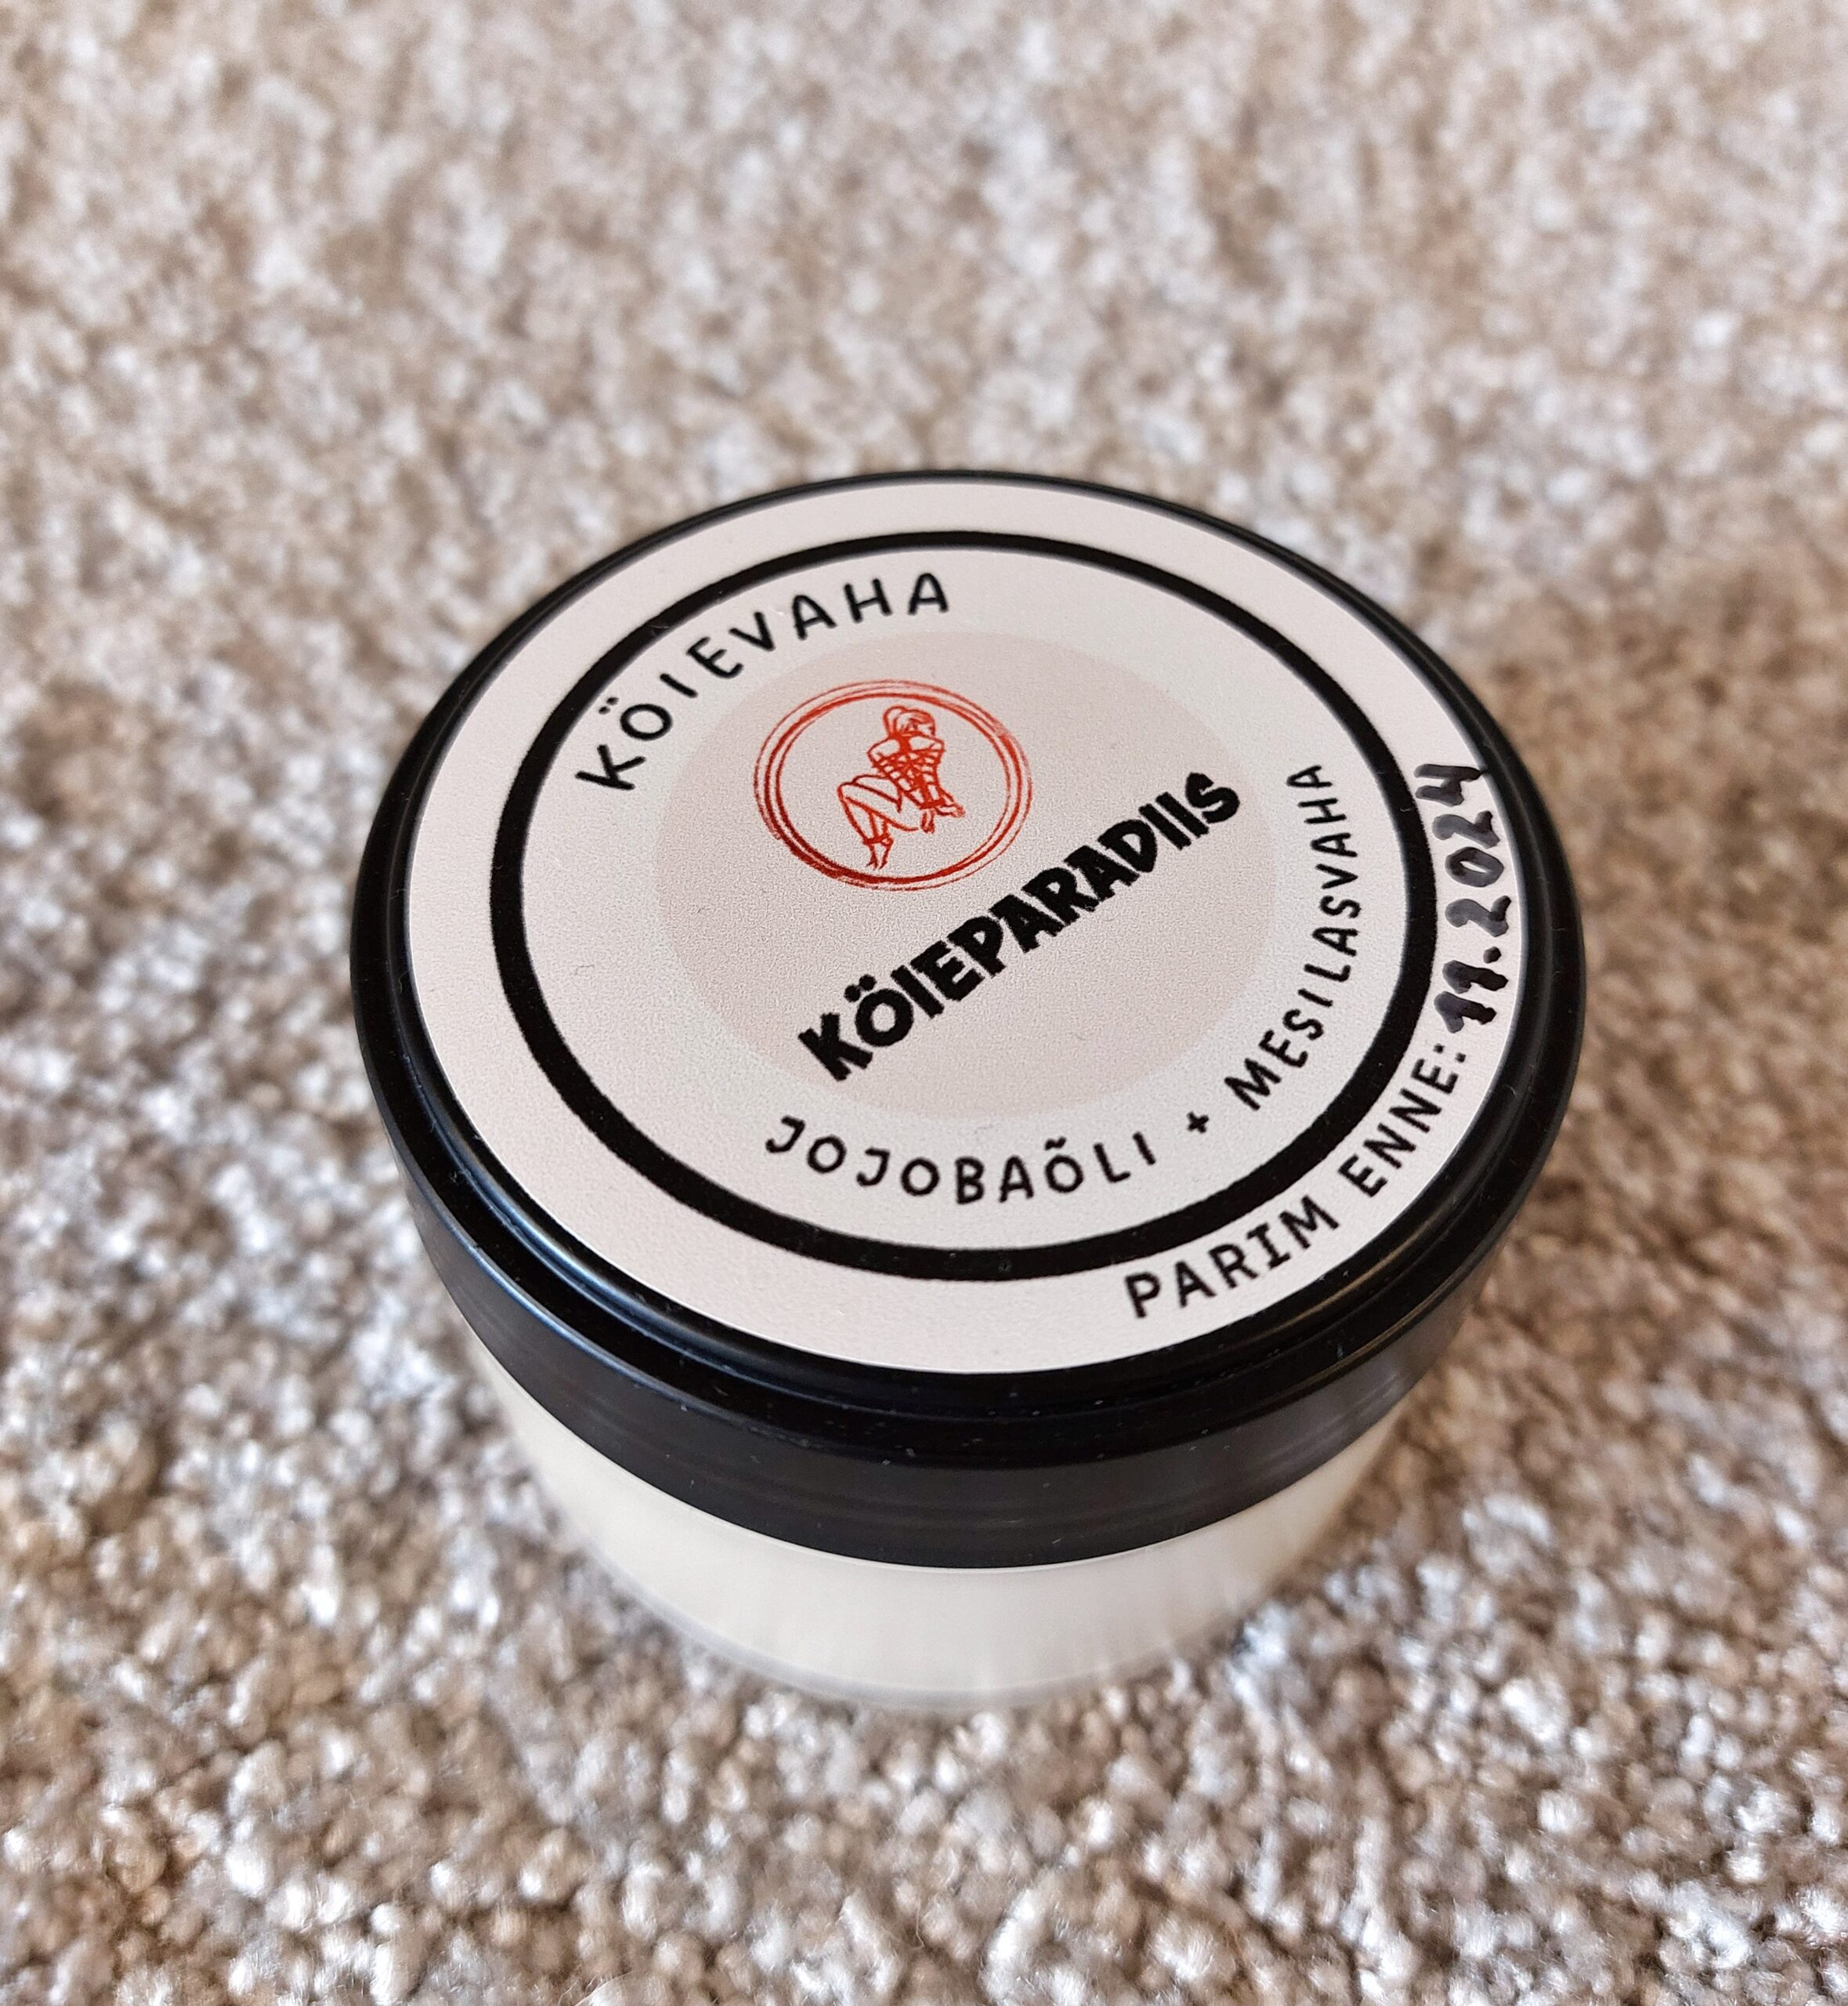 KÖIEVAHA
KÖIEPARADIIS
JOJOBAÕLI + MESILASVAHA
PARIM ENNE: 11.2024